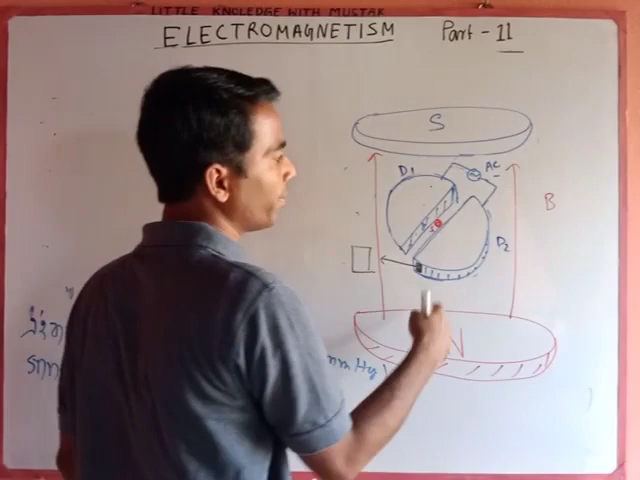 LITTLE KNOLEDGE WITH MUSTAK
ELECTROMAGNETISM Part - 11
S
D1 AC
B
D2
N
mm Hg